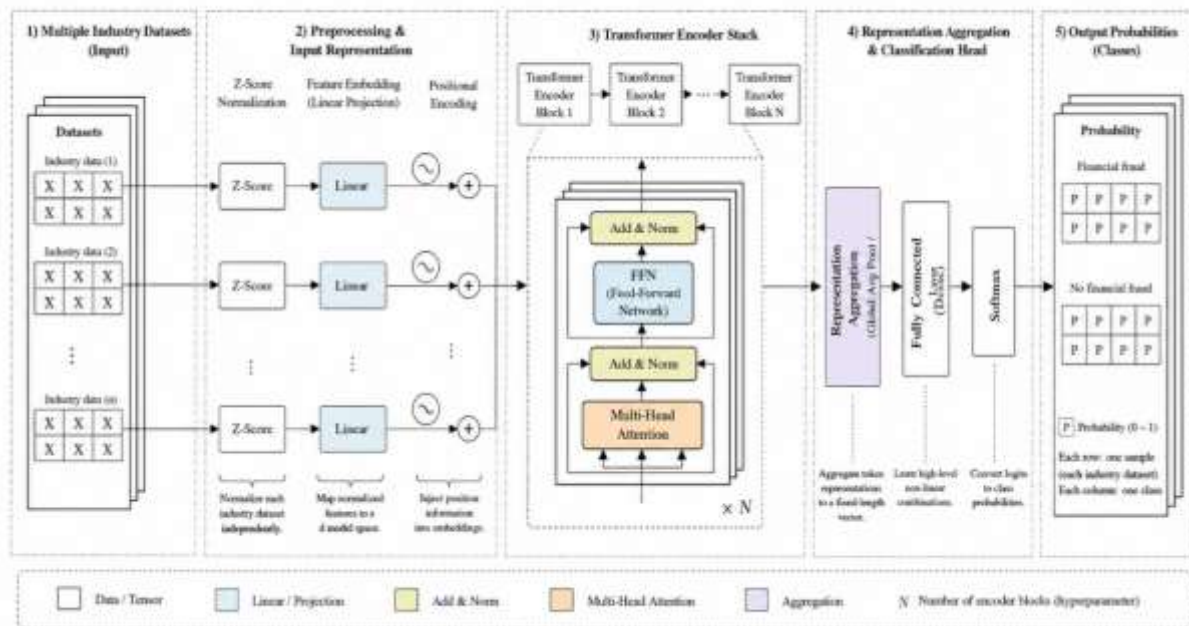 1) Multiple Industry Datasets
(Input)
Datasets
Industry data (1)
X X X
X X X
Industry data (2)
X X X
X X X
⋮
Industry data (n)
X X X
X X X
2) Preprocessing &
Input Representation
Z-Score
Normalization
Feature Embedding
(Linear Projection)
Positional
Encoding
Z-Score
Linear
+
Z-Score
Linear
+
⋮
⋮
⋮
Z-Score
Linear
+
Normalize each
industry dataset
independently.
Map normalized
features to a
d model space.
Inject position
information
into embeddings.
3) Transformer Encoder Stack
Transformer
Encoder
Block 1
Transformer
Encoder
Block 2
...
Transformer
Encoder
Block N
Add & Norm
FFN
(Feed-Forward
Network)
Add & Norm
Multi-Head
Attention
× N
4) Representation Aggregation
& Classification Head
Representation
Aggregation
(Global Avg Pool /
Fully Connected
Layer
(Dense)
Softmax
Aggregate token
representations
to a fixed-length
vector.
Learn high-level
non-linear
combinations.
Convert logits
to class
probabilities.
5) Output Probabilities
(Classes)
Probability
Financial fraud
P P P P
P P P P
No financial fraud
P P P P
P P P P
P : Probability (0 – 1)
Each row: one sample
(each industry dataset)
Each column: one class
Data / Tensor
Linear / Projection
Add & Norm
Multi-Head Attention
Aggregation
N Number of encoder blocks (hyperparameter)